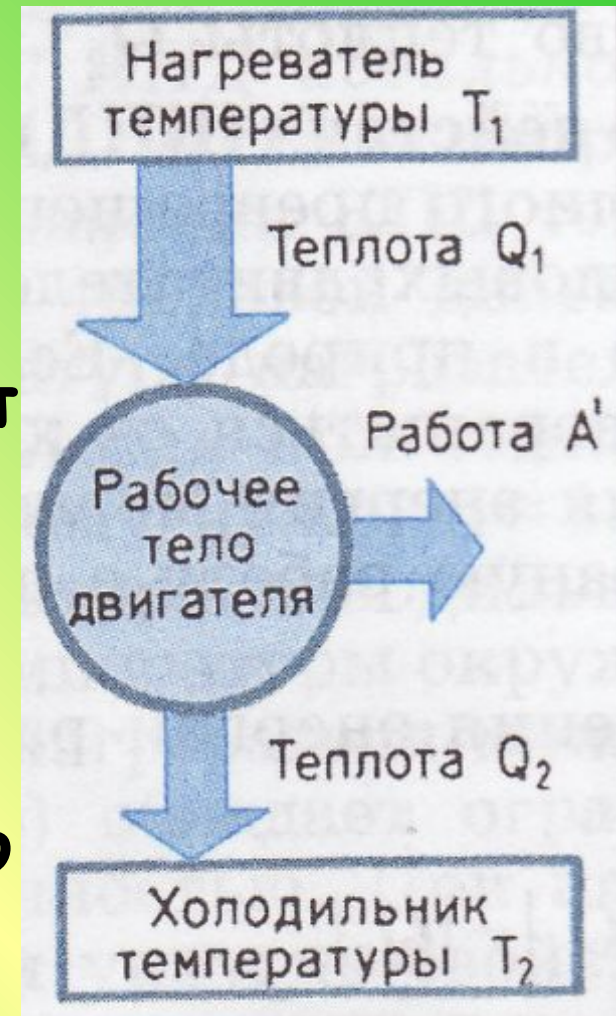 Нагреватель
температуры T₁
Теплота Q₁
Работа A'
Рабочее
тело
двигателя
Теплота Q₂
Холодильник
температуры T₂